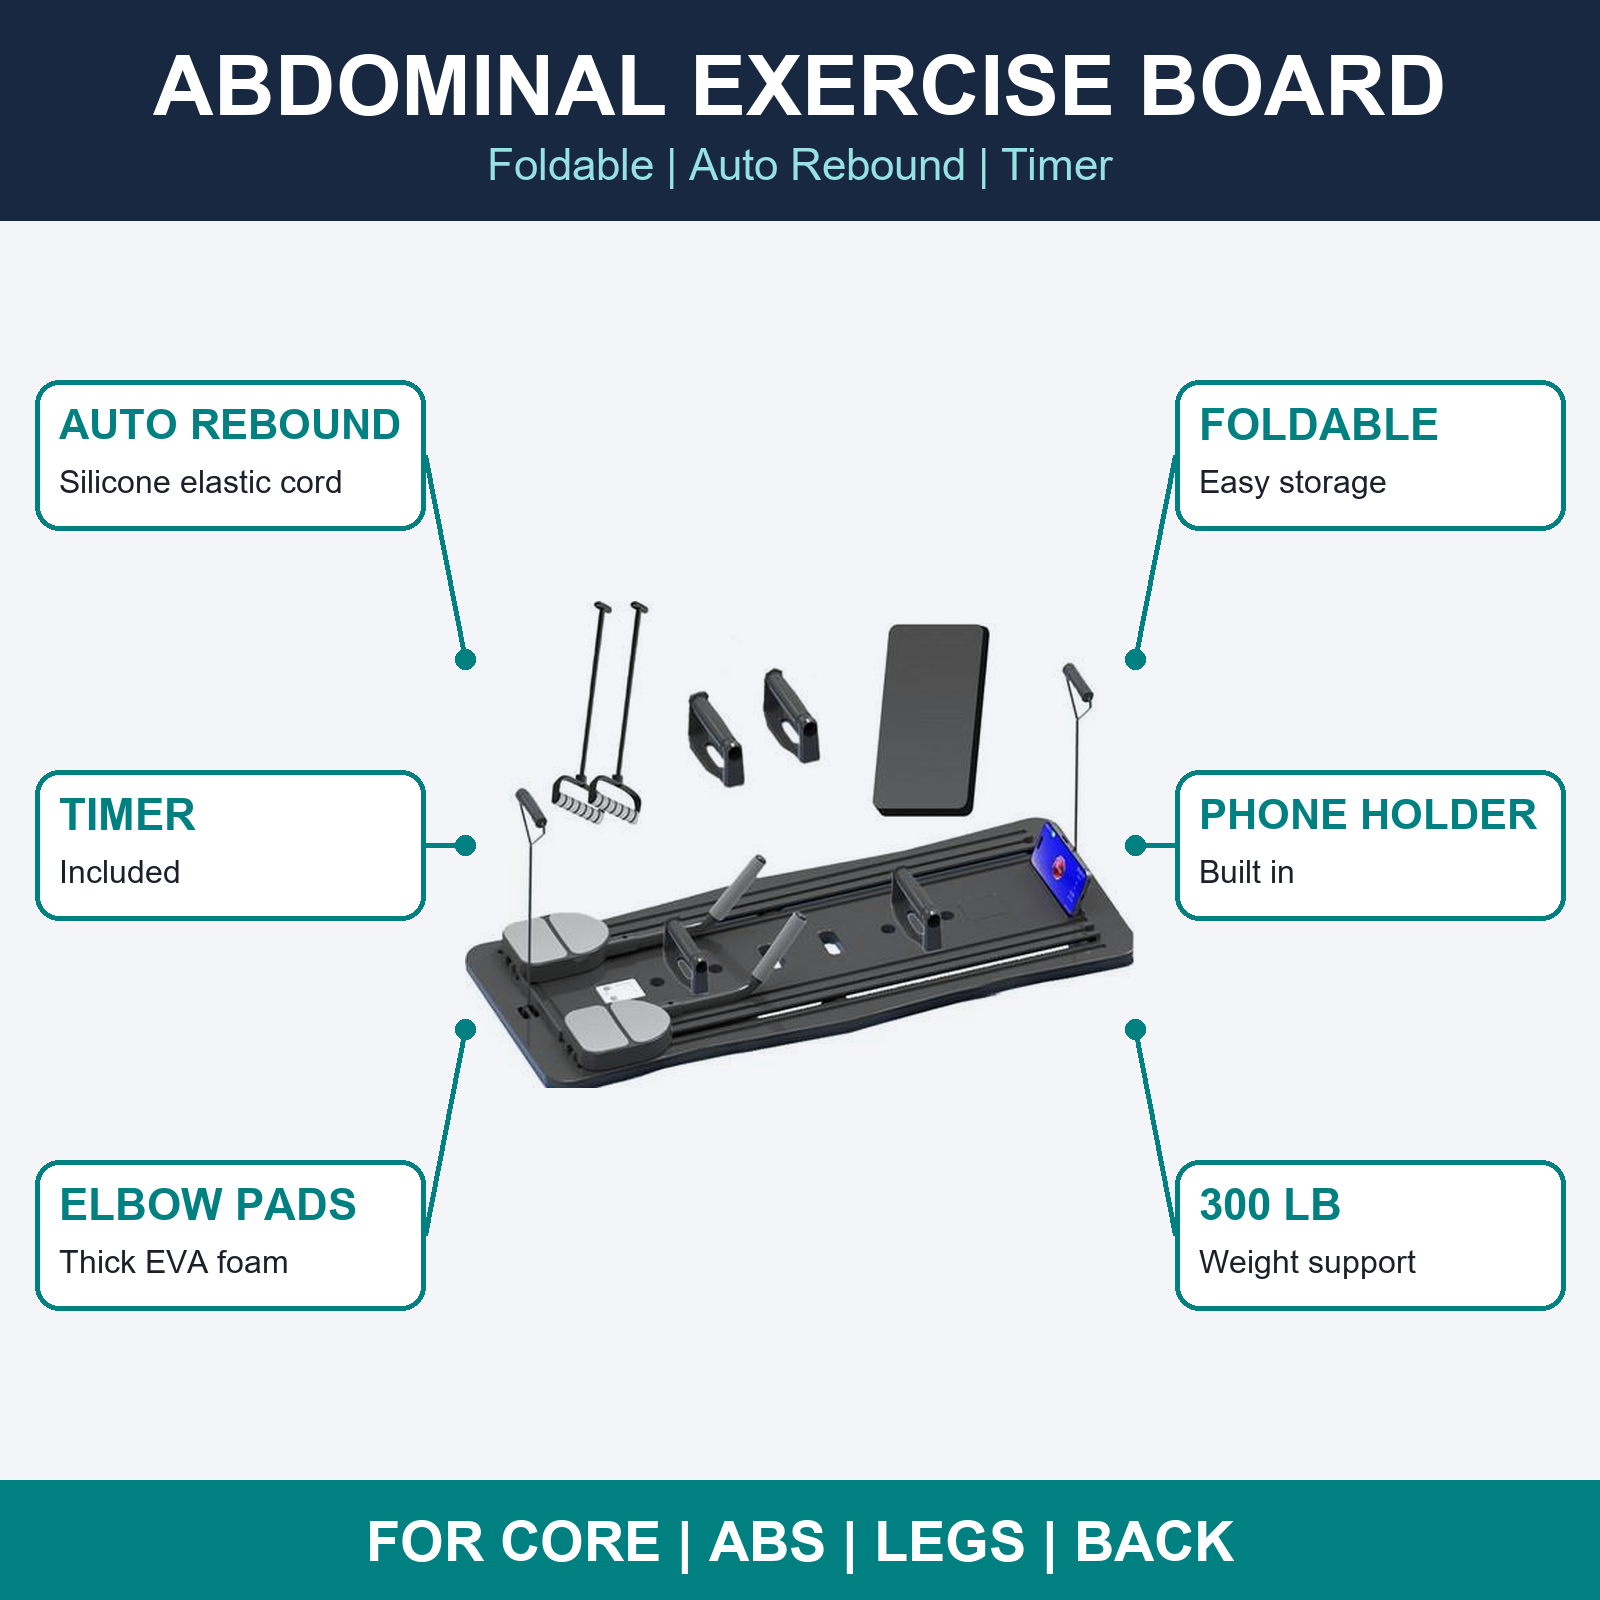 ABDOMINAL EXERCISE BOARD
Foldable | Auto Rebound | Timer
AUTO REBOUND
Silicone elastic cord
FOLDABLE
Easy storage
TIMER
Included
PHONE HOLDER
Built in
ELBOW PADS
Thick EVA foam
300 LB
Weight support
FOR CORE | ABS | LEGS | BACK